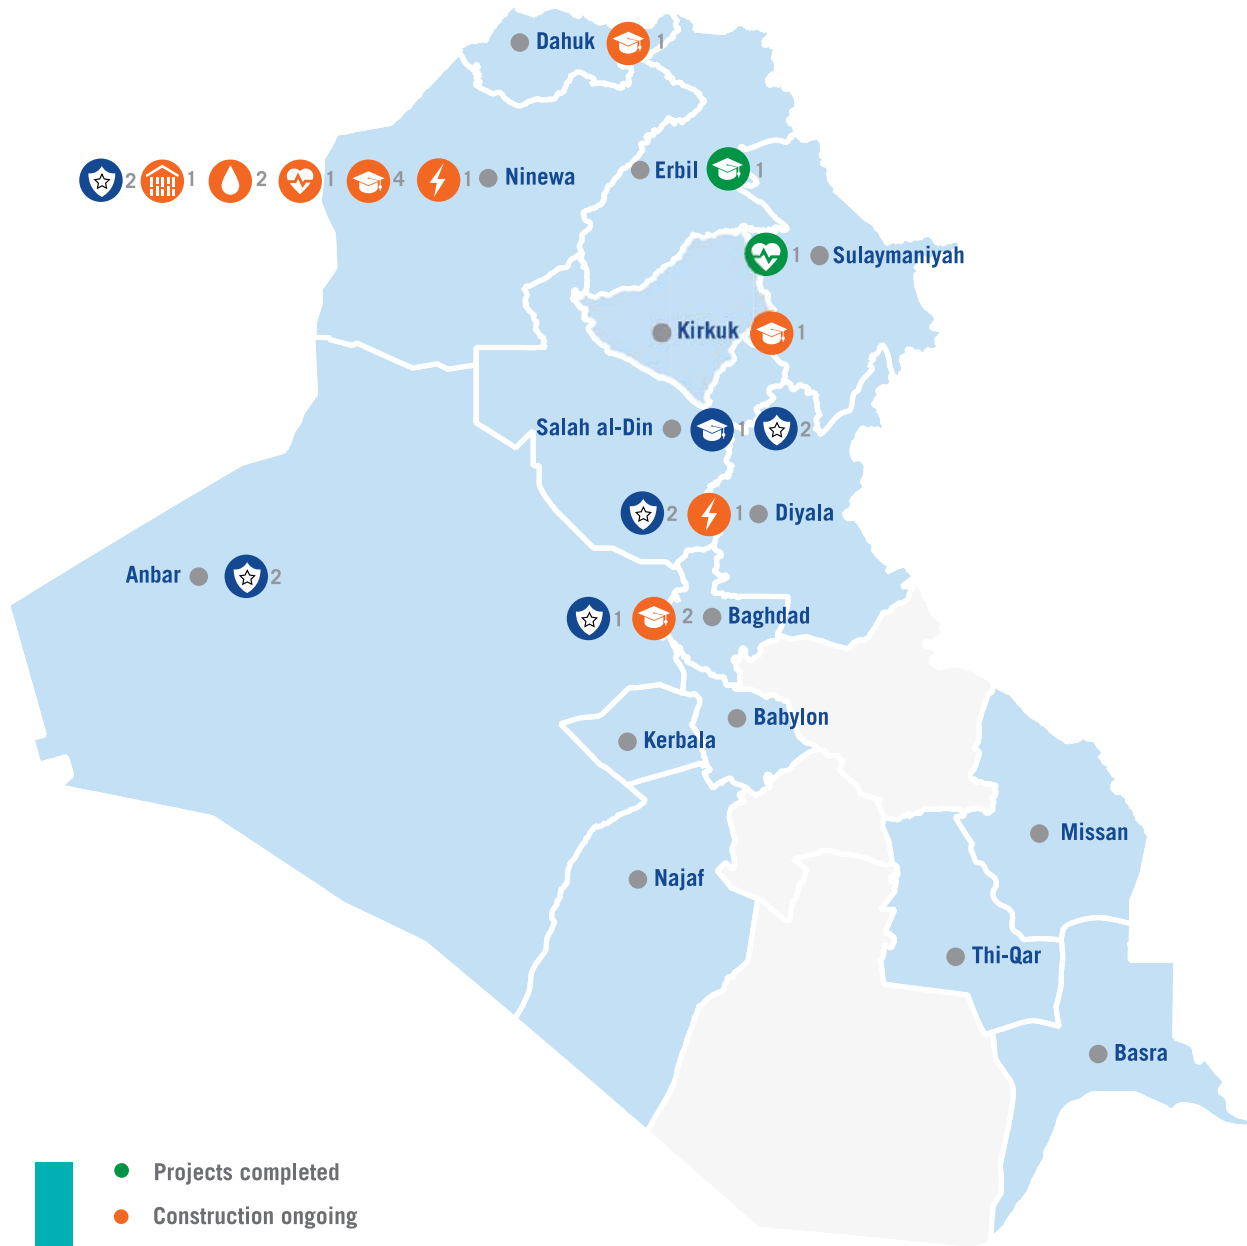 Dahuk 1
2 1 2 1 4 1 Ninewa
Erbil 1
1 Sulaymaniyah
Kirkuk 1
Salah al-Din 1 2
2 1 Diyala
Anbar 2
1 2 Baghdad
Babylon
Kerbala
Missan
Najaf
Thi-Qar
Basra
Projects completed
Construction ongoing